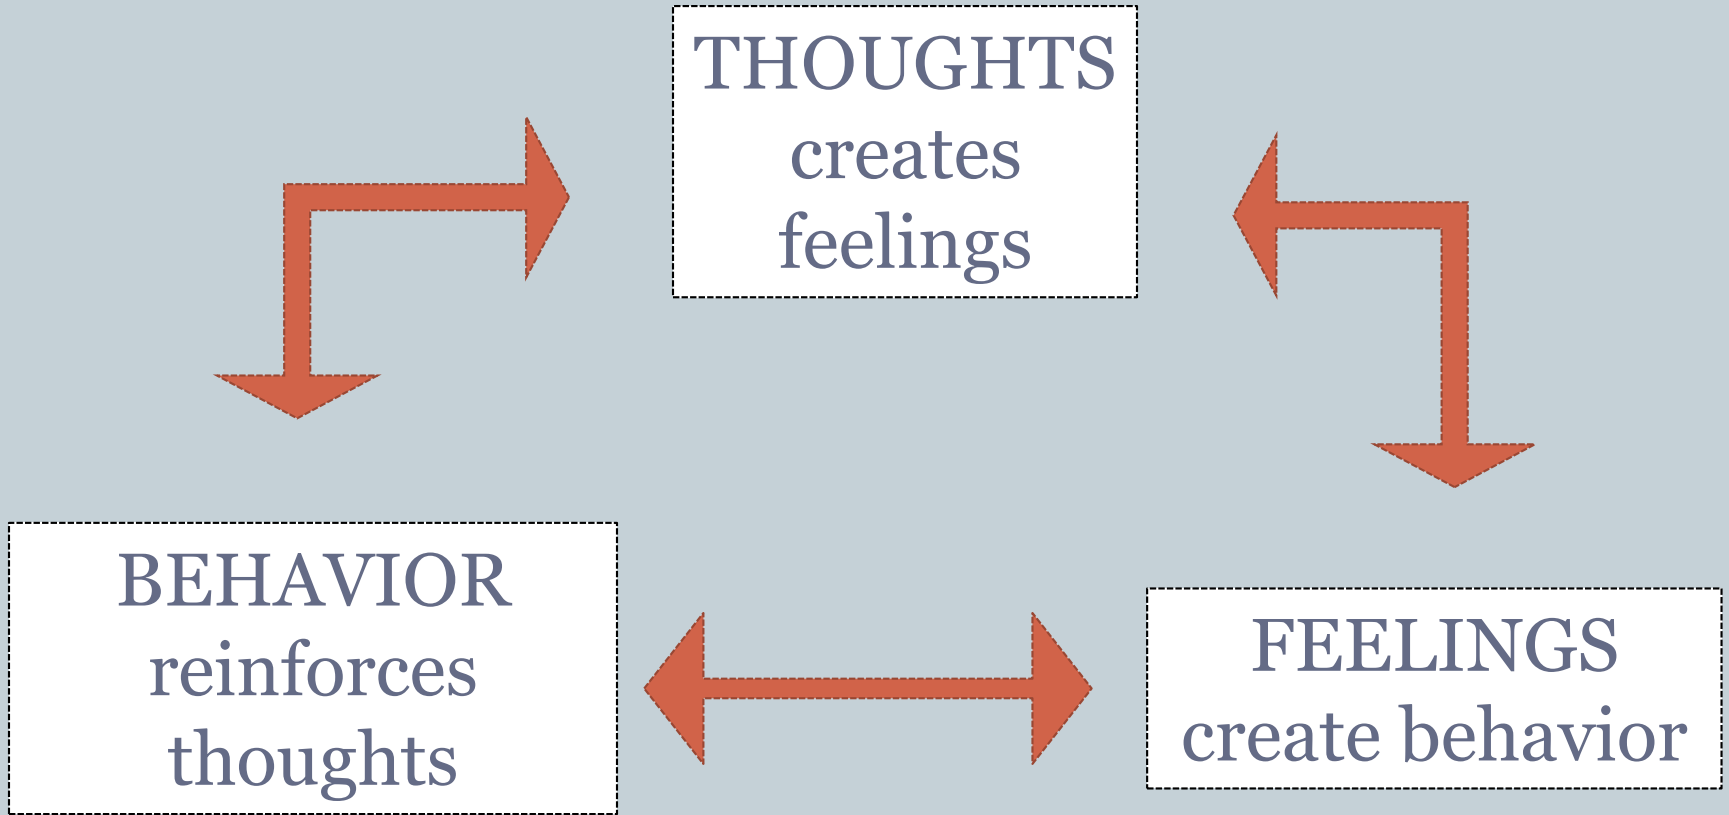 THOUGHTS
creates
feelings
BEHAVIOR
reinforces
thoughts
FEELINGS
create behavior